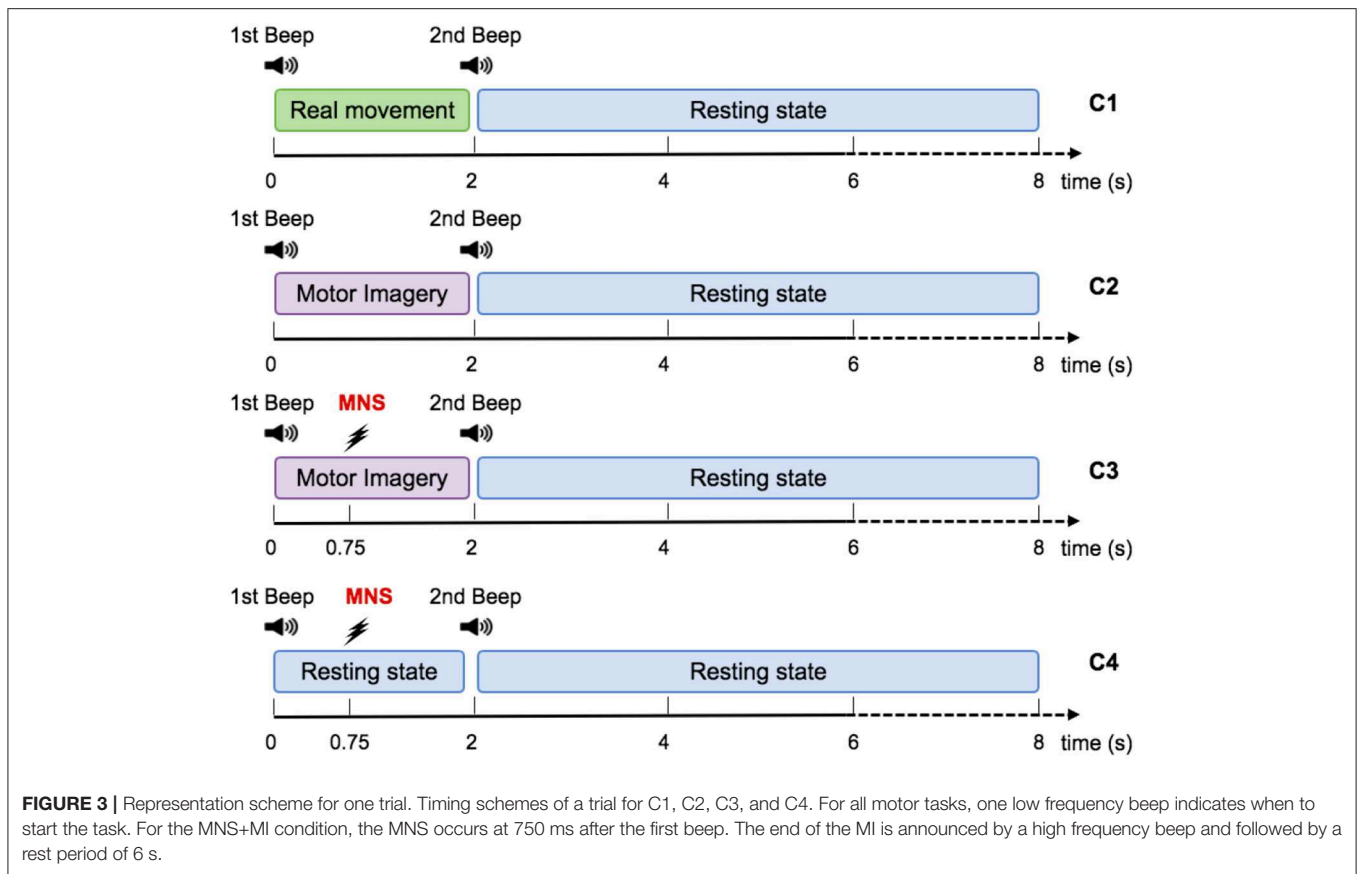 1st Beep 2nd Beep
Real movement Resting state C1
0 2 4 6 8 time (s)
1st Beep 2nd Beep
Motor Imagery Resting state C2
0 2 4 6 8 time (s)
1st Beep MNS 2nd Beep
Motor Imagery Resting state C3
0 0.75 2 4 6 8 time (s)
1st Beep MNS 2nd Beep
Resting state Resting state C4
0 0.75 2 4 6 8 time (s)
FIGURE 3 | Representation scheme for one trial. Timing schemes of a trial for C1, C2, C3, and C4. For all motor tasks, one low frequency beep indicates when to
start the task. For the MNS+MI condition, the MNS occurs at 750 ms after the first beep. The end of the MI is announced by a high frequency beep and followed by a
rest period of 6 s.